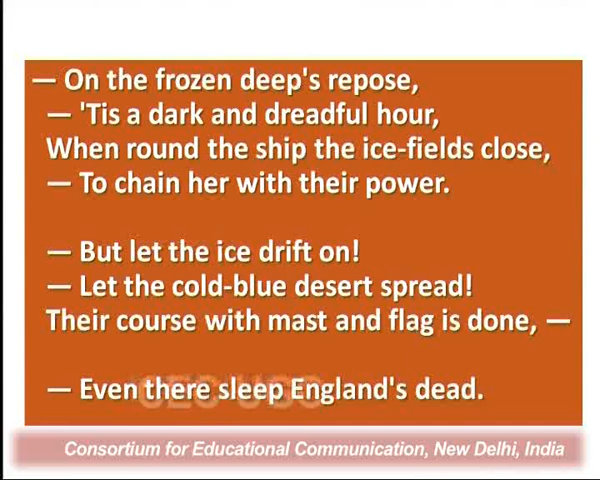 — On the frozen deep's repose,
— 'Tis a dark and dreadful hour,
When round the ship the ice-fields close,
— To chain her with their power.
— But let the ice drift on!
— Let the cold-blue desert spread!
Their course with mast and flag is done, —
— Even there sleep England's dead.
CEC UGC
Consortium for Educational Communication, New Delhi, India